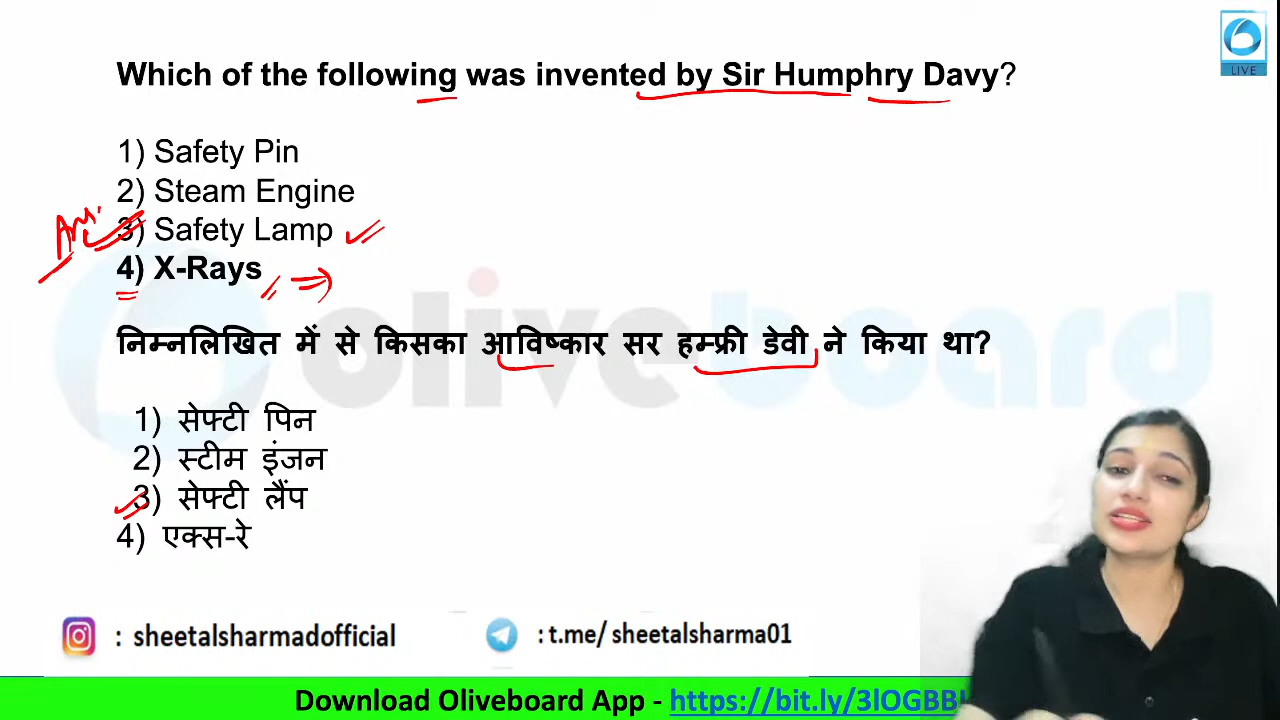 LIVE
Which of the following was invented by Sir Humphry Davy?
1) Safety Pin
2) Steam Engine
Ans.
3) Safety Lamp
4) X-Rays
oliveboard
निम्नलिखित में से किसका आविष्कार सर हम्फ्री डेवी ने किया था?
1) सेफ्टी पिन
2) स्टीम इंजन
3) सेफ्टी लैंप
4) एक्स-रे
: sheetalsharmadofficial
: t.me/ sheetalsharma01
Download Oliveboard App - https://bit.ly/3lOGBB